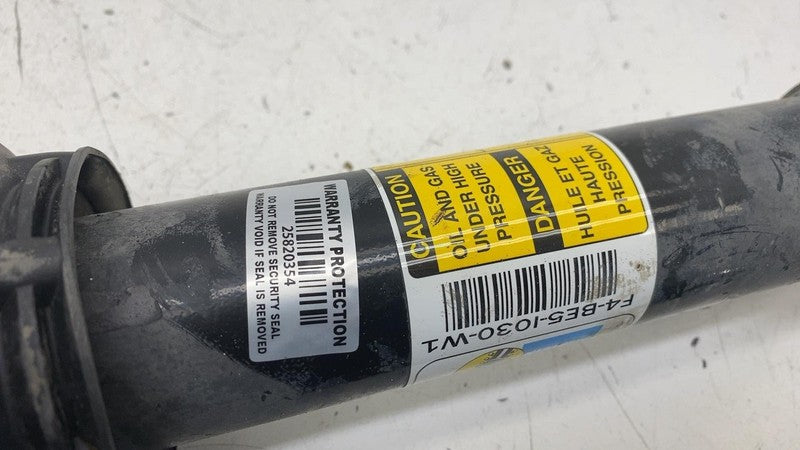 WARRANTY PROTECTION
25820354
DO NOT REMOVE SECURITY SEAL
WARRANTY VOID IF SEAL IS REMOVED
CAUTION
OIL AND GAS
UNDER HIGH
PRESSURE
DANGER
HUILE ET GAZ
HAUTE
PRESSION
F4-BE5-I030-W1